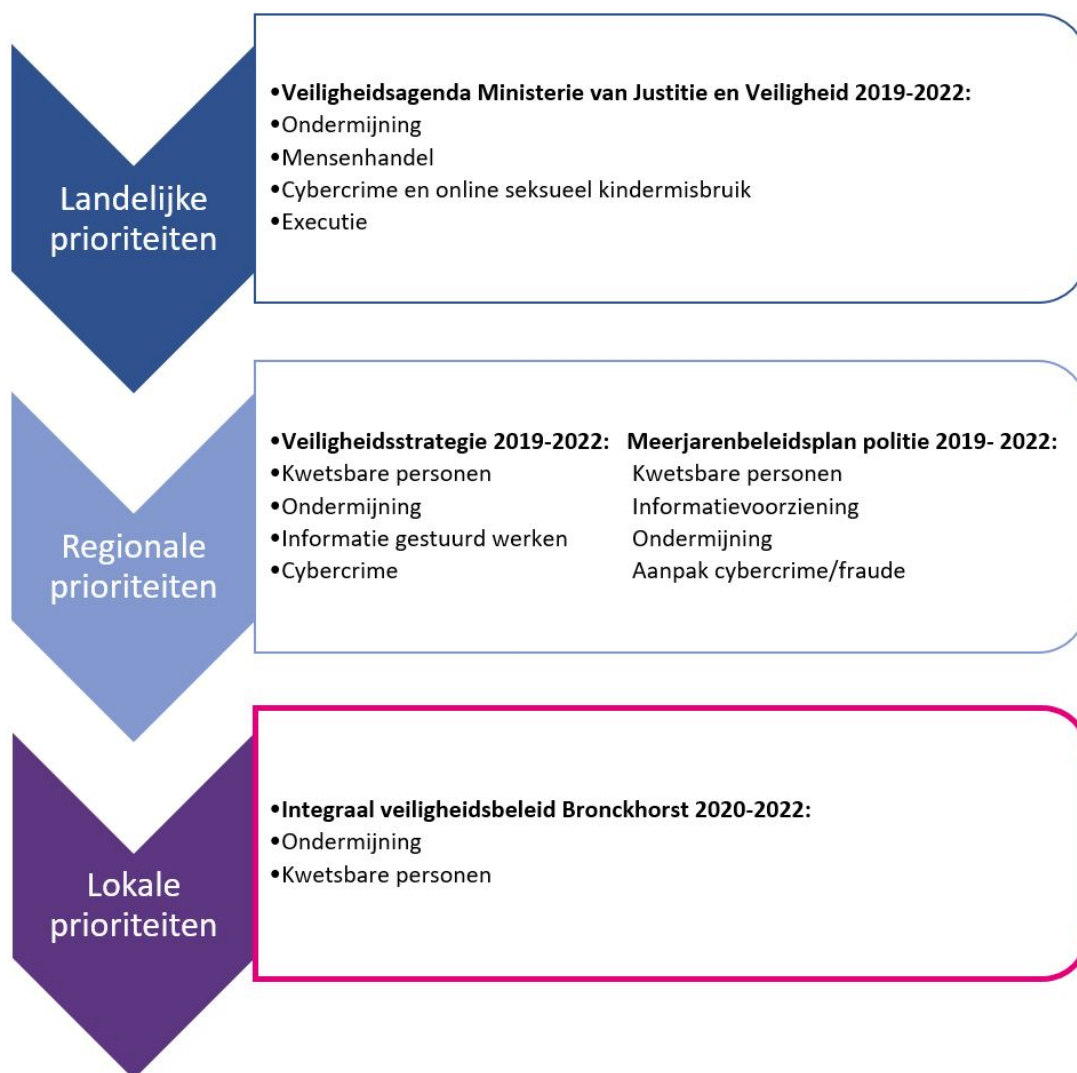 Landelijke
prioriteiten
•Veiligheidsagenda Ministerie van Justitie en Veiligheid 2019-2022:
•Ondermijning
•Mensenhandel
•Cybercrime en online seksueel kindermisbruik
•Executie
Regionale
prioriteiten
•Veiligheidsstrategie 2019-2022: Meerjarenbeleidsplan politie 2019- 2022:
•Kwetsbare personen Kwetsbare personen
•Ondermijning Informatievoorziening
•Informatie gestuurd werken Ondermijning
•Cybercrime Aanpak cybercrime/fraude
Lokale
prioriteiten
•Integraal veiligheidsbeleid Bronckhorst 2020-2022:
•Ondermijning
•Kwetsbare personen